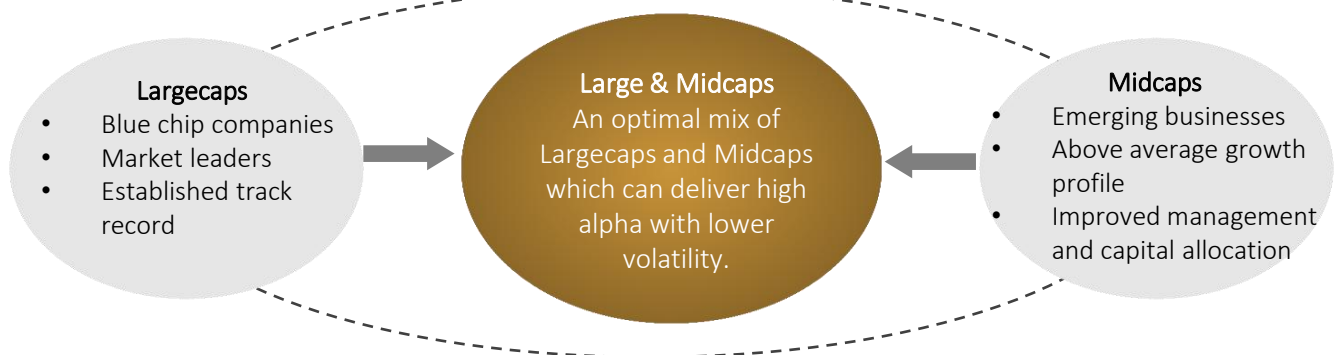 Largecaps
• Blue chip companies
• Market leaders
• Established track
record
Large & Midcaps
An optimal mix of
Largecaps and Midcaps
which can deliver high
alpha with lower
volatility.
Midcaps
• Emerging businesses
• Above average growth
profile
• Improved management
and capital allocation